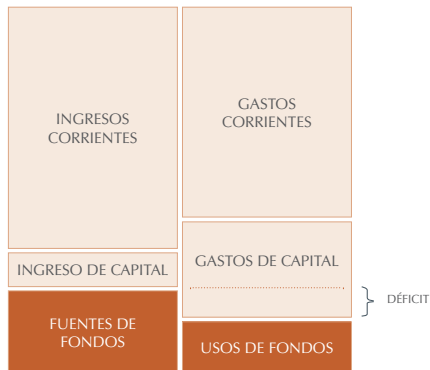 INGRESOS
CORRIENTES
GASTOS
CORRIENTES
INGRESO DE CAPITAL
GASTOS DE CAPITAL
DÉFICIT
FUENTES DE
FONDOS
USOS DE FONDOS